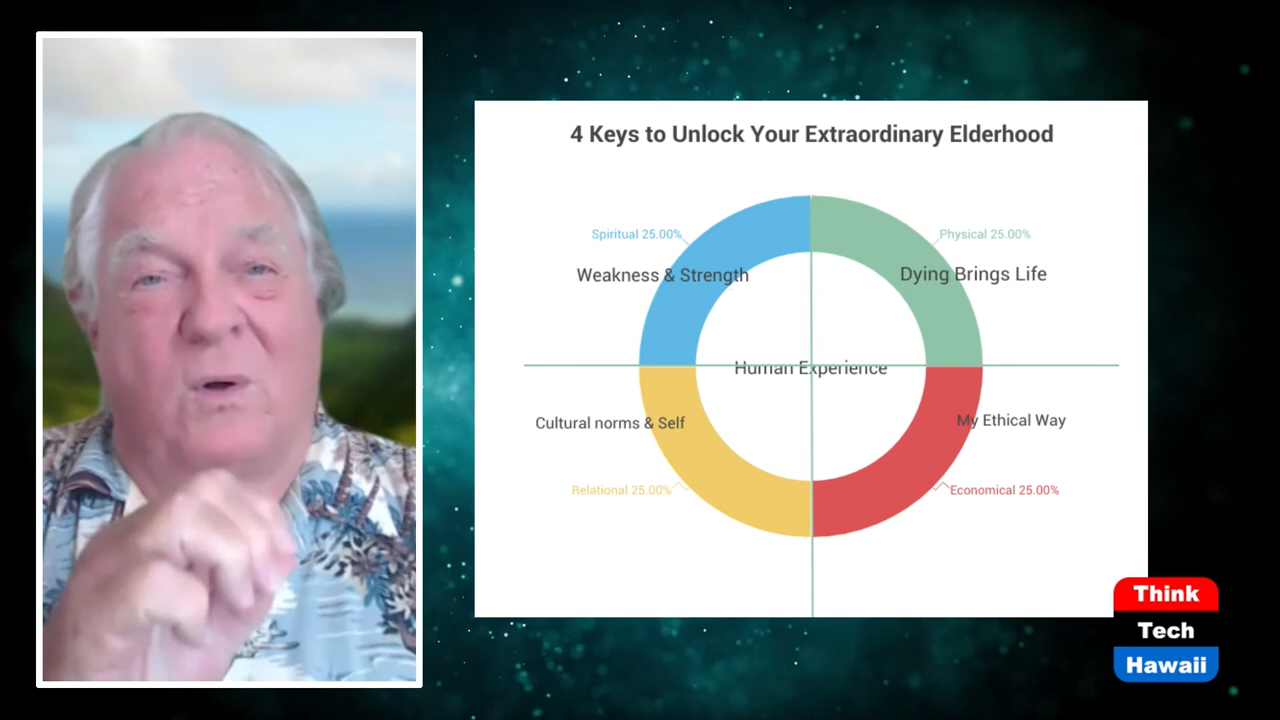 4 Keys to Unlock Your Extraordinary Elderhood
Spiritual 25.00%
Physical 25.00%
Weakness & Strength
Dying Brings Life
Human Experience
Cultural norms & Self
My Ethical Way
Relational 25.00%
Economical 25.00%
Think
Tech
Hawaii